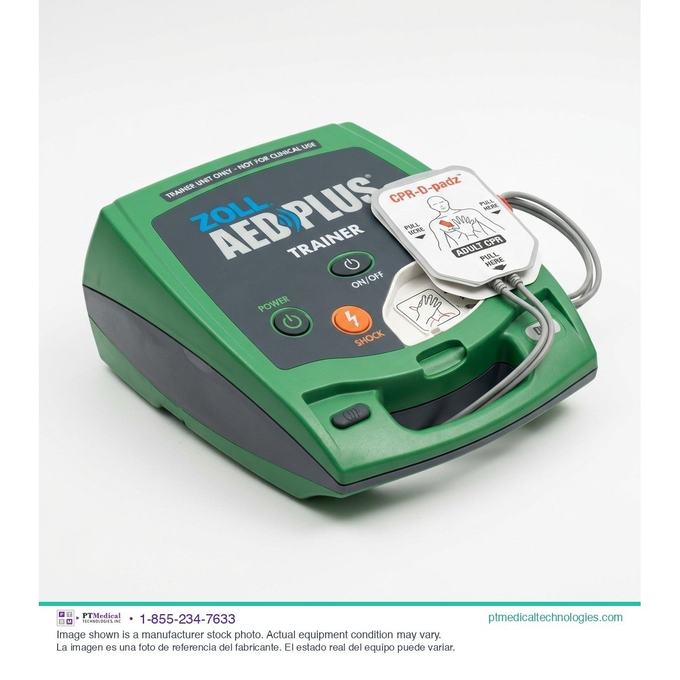 TRAINER UNIT ONLY - NOT FOR CLINICAL USE
ZOLL
AED PLUS®
TRAINER
ON/OFF
POWER
SHOCK
CPR-D-padz™
PULL HERE
PULL HERE
ADULT CPR
PULL HERE
PTM
PTMedical
TECHNOLOGIES, INC
• 1-855-234-7633
ptmedicaltechnologies.com
Image shown is a manufacturer stock photo. Actual equipment condition may vary.
La imagen es una foto de referencia del fabricante. El estado real del equipo puede variar.